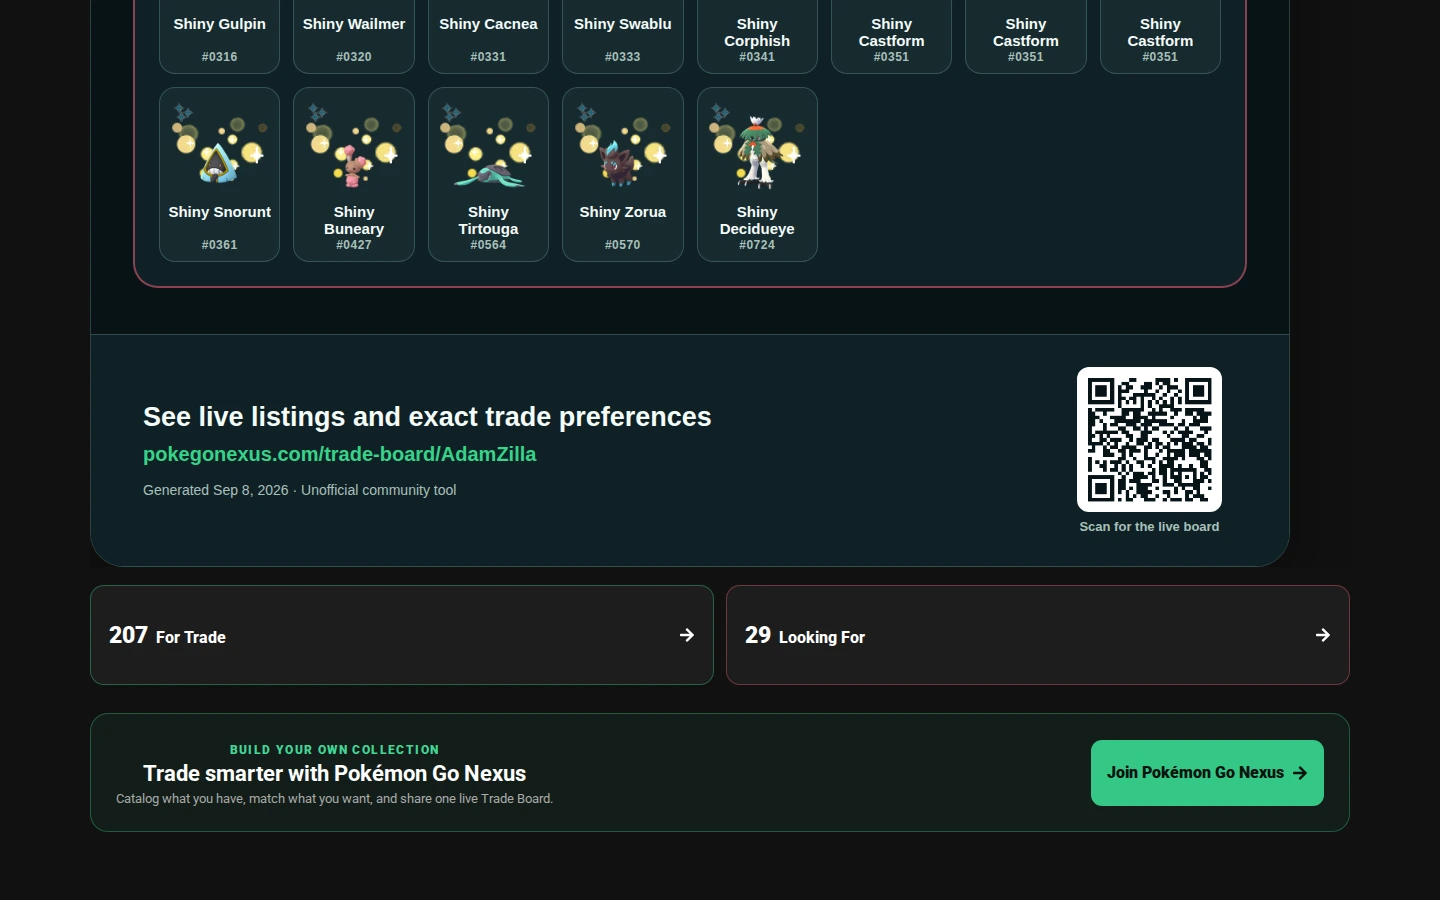 Shiny Gulpin
#0316
Shiny Wailmer
#0320
Shiny Cacnea
#0331
Shiny Swablu
#0333
Shiny
Corphish
#0341
Shiny
Castform
#0351
Shiny
Castform
#0351
Shiny
Castform
#0351
Shiny Snorunt
#0361
Shiny
Buneary
#0427
Shiny
Tirtouga
#0564
Shiny Zorua
#0570
Shiny
Decidueye
#0724
See live listings and exact trade preferences
pokegonexus.com/trade-board/AdamZilla
Generated Sep 8, 2026 · Unofficial community tool
Scan for the live board
207 For Trade →
29 Looking For →
BUILD YOUR OWN COLLECTION
Trade smarter with Pokémon Go Nexus
Catalog what you have, match what you want, and share one live Trade Board.
Join Pokémon Go Nexus →